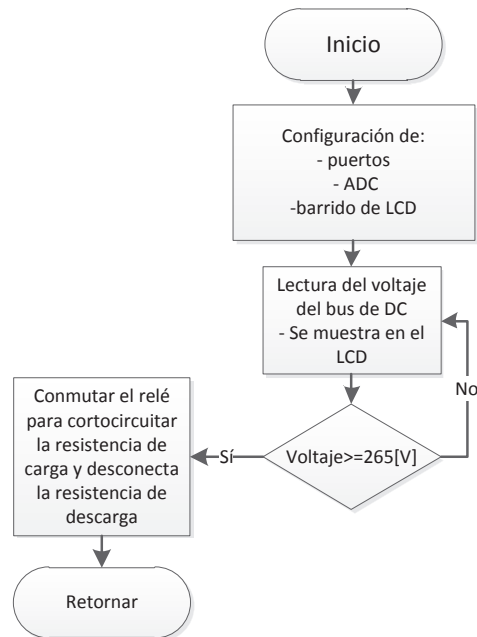 Inicio
Configuración de:
- puertos
- ADC
-barrido de LCD
Lectura del voltaje
del bus de DC
- Se muestra en el
LCD
No
Voltaje>=265[V]
Sí
Conmutar el relé
para cortocircuitar
la resistencia de
carga y desconecta
la resistencia de
descarga
Retornar